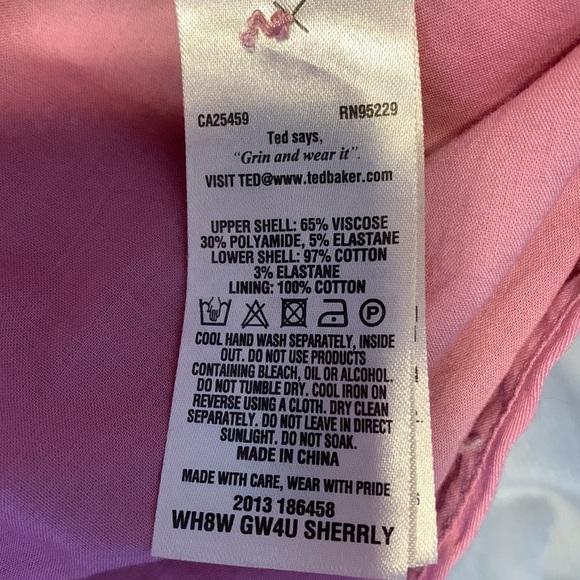 CA25459 RN95229
Ted says,
"Grin and wear it".
VISIT TED@www.tedbaker.com
UPPER SHELL: 65% VISCOSE
30% POLYAMIDE, 5% ELASTANE
LOWER SHELL: 97% COTTON
3% ELASTANE
LINING: 100% COTTON
P
COOL HAND WASH SEPARATELY, INSIDE
OUT. DO NOT USE PRODUCTS
CONTAINING BLEACH, OIL OR ALCOHOL.
DO NOT TUMBLE DRY. COOL IRON ON
REVERSE USING A CLOTH. DRY CLEAN
SEPARATELY. DO NOT LEAVE IN DIRECT
SUNLIGHT. DO NOT SOAK.
MADE IN CHINA
MADE WITH CARE, WEAR WITH PRIDE
2013 186458
WH8W GW4U SHERRLY